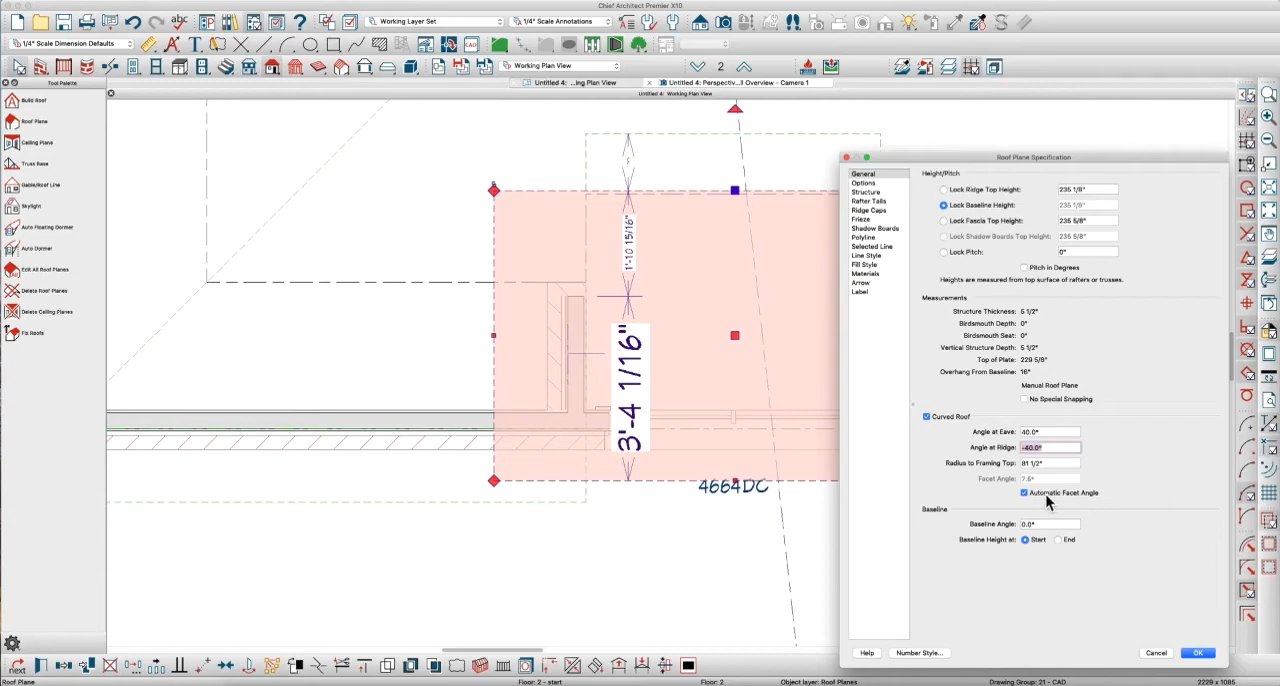 Chief Architect Premier X10
Working Layer Set
1/4" Scale Annotations
1/4" Scale Dimension Defaults
Working Plan View
2
Tool Palette
Untitled 4: ...ing Plan View
Untitled 4: Perspectiv...ll Overview - Camera 1
Untitled 4: Working Plan View
Build Roof
Roof Plane
Ceiling Plane
Truss Base
Gable/Roof Line
Skylight
Auto Floating Dormer
Auto Dormer
Edit All Roof Planes
Delete Roof Planes
Delete Ceiling Planes
Fix Roofs
1'-10 15/16"
3'-4 1/16"
4664DC
Roof Plane Specification
General
Options
Structure
Rafter Tails
Ridge Caps
Frieze
Shadow Boards
Polyline
Selected Line
Line Style
Fill Style
Materials
Arrow
Label
Height/Pitch
Lock Ridge Top Height: 235 1/8"
Lock Baseline Height: 235 1/8"
Lock Fascia Top Height: 235 5/8"
Lock Shadow Boards Top Height: 235 5/8"
Lock Pitch: 0"
Pitch in Degrees
Heights are measured from top surface of rafters or trusses.
Measurements
Structure Thickness: 5 1/2"
Birdsmouth Depth: 0"
Birdsmouth Seat: 0"
Vertical Structure Depth: 5 1/2"
Top of Plate: 229 5/8"
Overhang From Baseline: 16"
Manual Roof Plane
No Special Snapping
Curved Roof
Angle at Eave: 40.0°
Angle at Ridge: -40.0°
Radius to Framing Top: 81 1/2"
Facet Angle: 7.5°
Automatic Facet Angle
Baseline
Baseline Angle: 0.0°
Baseline Height at: Start End
Help
Number Style...
Cancel
OK
next
Roof Plane
Floor: 2 - start
Floor: 2
Object layer: Roof Planes
Drawing Group: 21 - CAD
2229 x 1085